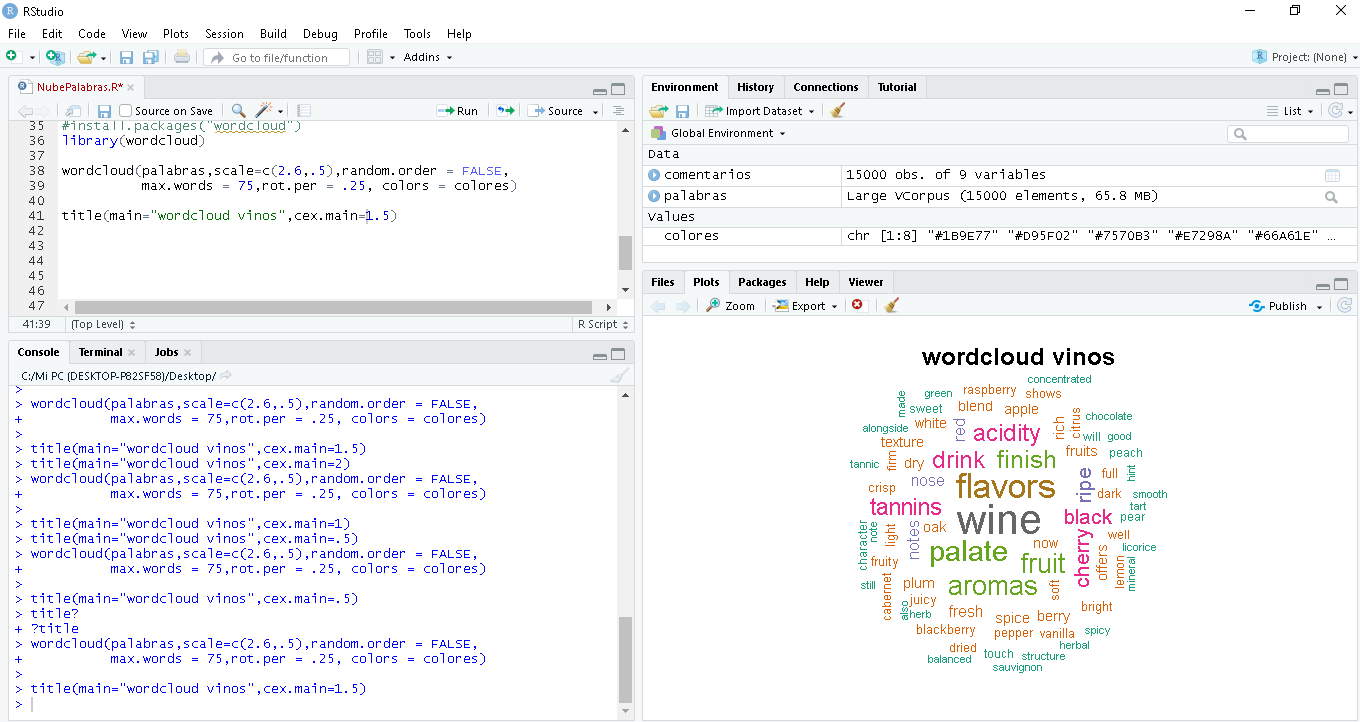 RStudio
File Edit Code View Plots Session Build Debug Profile Tools Help
Go to file/function Addins Project: (None)
NubePalabras.R*
Source on Save Run Source
35 #install.packages("wordcloud")
36 library(wordcloud)
37
38 wordcloud(palabras,scale=c(2.6,.5),random.order = FALSE,
39 max.words = 75,rot.per = .25, colors = colores)
40
41 title(main="wordcloud vinos",cex.main=1.5)
42
43
44
45
46
47
41:39 (Top Level) R Script
Console Terminal Jobs
C:/Mi PC (DESKTOP-P82SF58)/Desktop/
>
> wordcloud(palabras,scale=c(2.6,.5),random.order = FALSE,
+ max.words = 75,rot.per = .25, colors = colores)
>
> title(main="wordcloud vinos",cex.main=1.5)
> title(main="wordcloud vinos",cex.main=2)
> wordcloud(palabras,scale=c(2.6,.5),random.order = FALSE,
+ max.words = 75,rot.per = .25, colors = colores)
>
> title(main="wordcloud vinos",cex.main=1)
> title(main="wordcloud vinos",cex.main=.5)
> wordcloud(palabras,scale=c(2.6,.5),random.order = FALSE,
+ max.words = 75,rot.per = .25, colors = colores)
>
> title(main="wordcloud vinos",cex.main=.5)
> title?
+ ?title
> wordcloud(palabras,scale=c(2.6,.5),random.order = FALSE,
+ max.words = 75,rot.per = .25, colors = colores)
>
> title(main="wordcloud vinos",cex.main=1.5)
>
Environment History Connections Tutorial
Import Dataset List
Global Environment
Data
comentarios 15000 obs. of 9 variables
palabras Large VCorpus (15000 elements, 65.8 MB)
Values
colores chr [1:8] "#1B9E77" "#D95F02" "#7570B3" "#E7298A" "#66A61E" ...
Files Plots Packages Help Viewer
Zoom Export Publish
wordcloud vinos
concentrated
made green raspberry shows
sweet blend apple
alongside white red acidity rich citrus chocolate
texture will good
tannic firm dry drink finish fruits peach
crisp nose flavors ripe full hint
tannins dark smooth
wine black tart
character note light notes oak pear
palate now well
fruity fruit cherry offers licorice
still plum aromas soft lemon mineral
cabernet also juicy herb fresh spice berry bright
blackberry pepper vanilla spicy
dried herbal
balanced touch structure
sauvignon